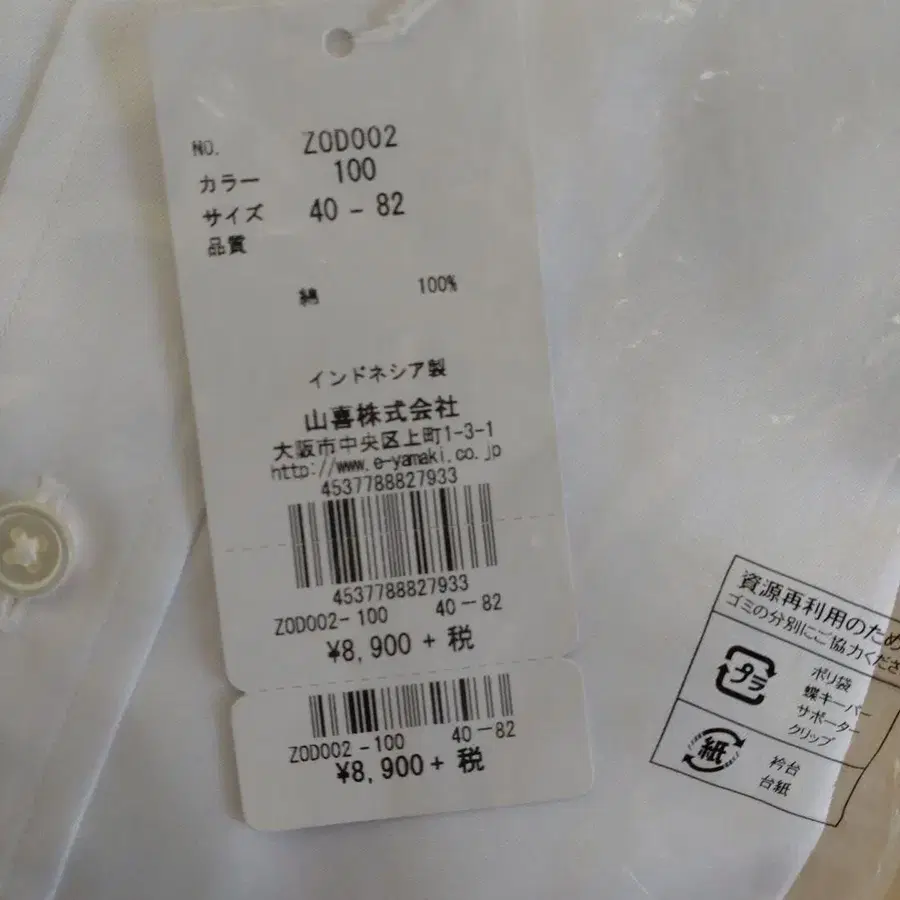 NO. ZOD002
カラー 100
サイズ 40 - 82
品質
綿 100%
インドネシア製
山喜株式会社
大阪市中央区上町1-3-1
http://www.e-yamaki.co.jp
4537788827933
4537788827933
ZOD002-100 40-82
¥8,900 + 税
ZOD002-100 40-82
¥8,900+ 税
資源再利用のため
ゴミの分別にご協力くださ
プラ
ポリ袋
蝶キーパー
サポーター
クリップ
紙
衿台
台紙